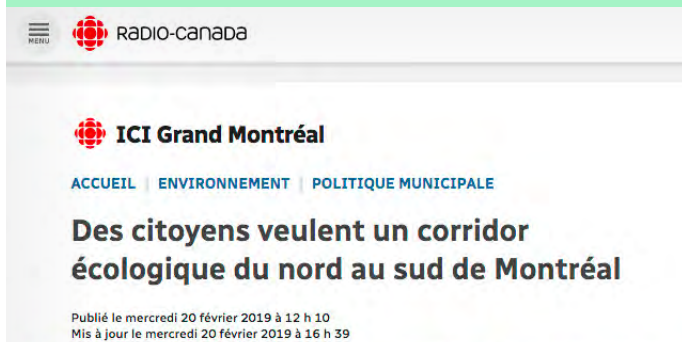 MENU
RADIO-CANADA
ICI Grand Montréal
ACCUEIL | ENVIRONNEMENT | POLITIQUE MUNICIPALE
Des citoyens veulent un corridor
écologique du nord au sud de Montréal
Publié le mercredi 20 février 2019 à 12 h 10
Mis à jour le mercredi 20 février 2019 à 16 h 39